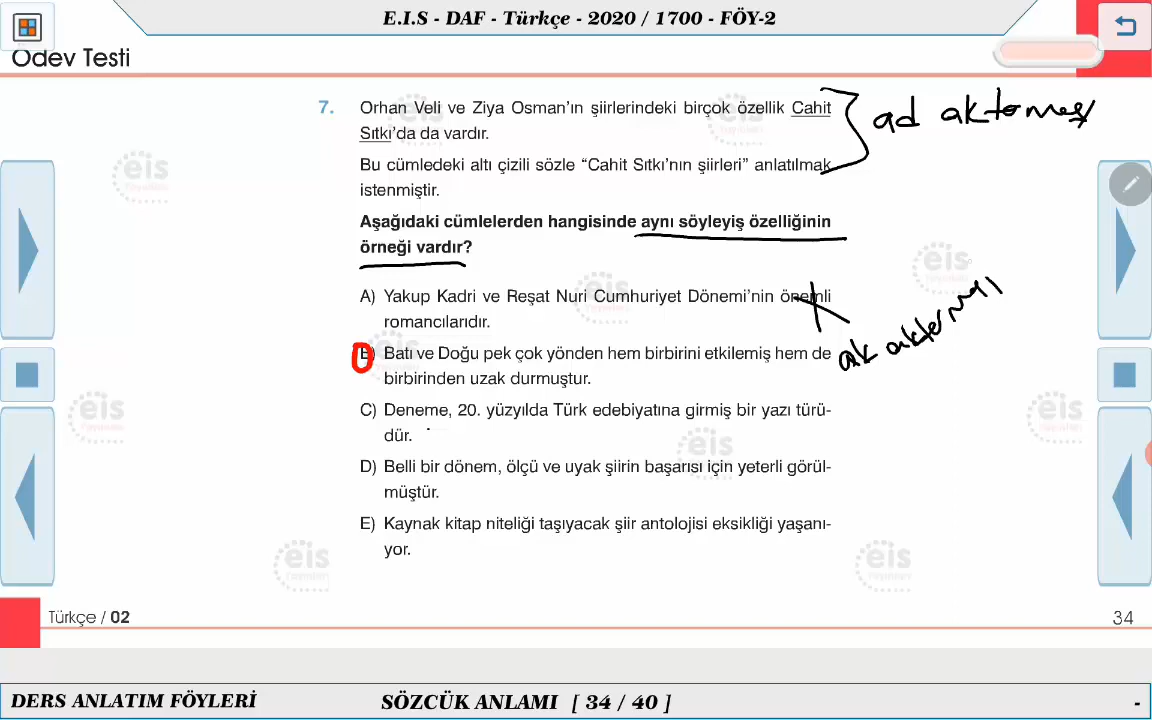 E.I.S - DAF - Türkçe - 2020 / 1700 - FÖY-2
Ödev Testi
7. Orhan Veli ve Ziya Osman'ın şiirlerindeki birçok özellik Cahit
Sıtkı'da da vardır.
ad aktarması
Bu cümledeki altı çizili sözle “Cahit Sıtkı'nın şiirleri” anlatılmak
istenmiştir.
Aşağıdaki cümlelerden hangisinde aynı söyleyiş özelliğinin
örneği vardır?
A) Yakup Kadri ve Reşat Nuri Cumhuriyet Dönemi'nin önemli
romancılarıdır.
B) Batı ve Doğu pek çok yönden hem birbirini etkilemiş hem de
birbirinden uzak durmuştur.
C) Deneme, 20. yüzyılda Türk edebiyatına girmiş bir yazı türü-
dür.
D) Belli bir dönem, ölçü ve uyak şiirin başarısı için yeterli görül-
müştür.
E) Kaynak kitap niteliği taşıyacak şiir antolojisi eksikliği yaşanı-
yor.
eis
Türkçe / 02
34
DERS ANLATIM FÖYLERİ
SÖZCÜK ANLAMI [ 34 / 40 ]
-